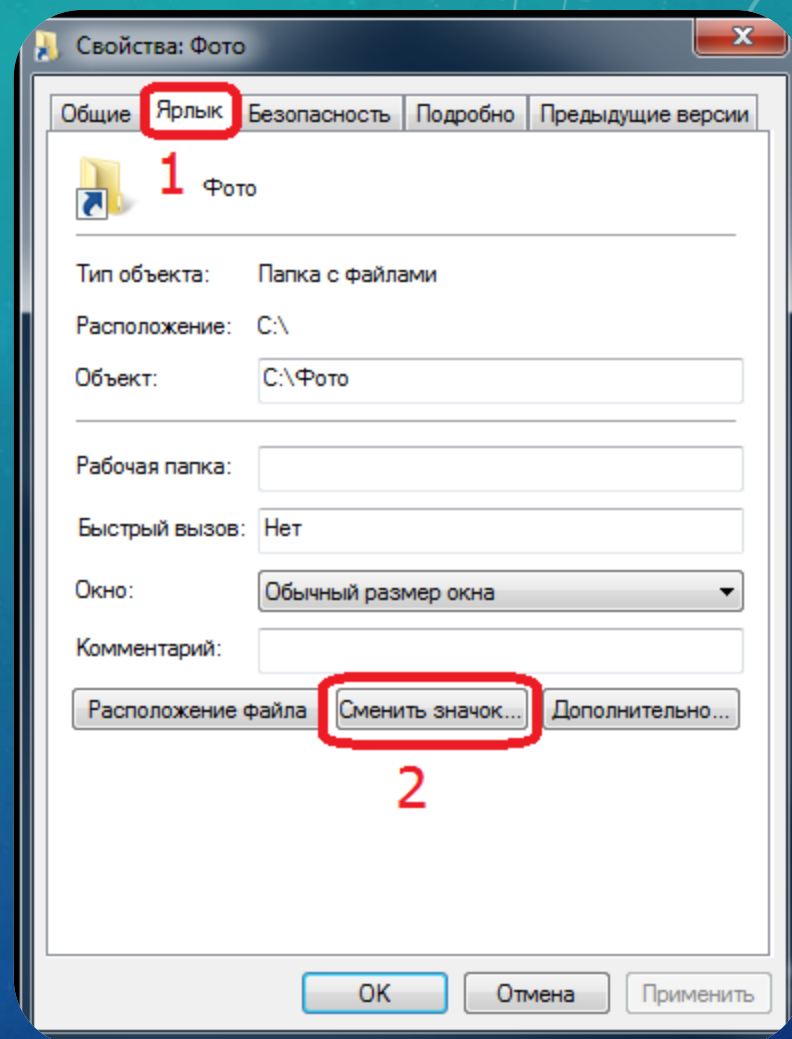 Свойства: Фото
Общие Ярлык Безопасность Подробно Предыдущие версии
1 Фото
Тип объекта: Папка с файлами
Расположение: C:\
Объект: C:\Фото
Рабочая папка:
Быстрый вызов: Нет
Окно: Обычный размер окна
Комментарий:
Расположение файла Сменить значок... Дополнительно...
2
OK Отмена Применить